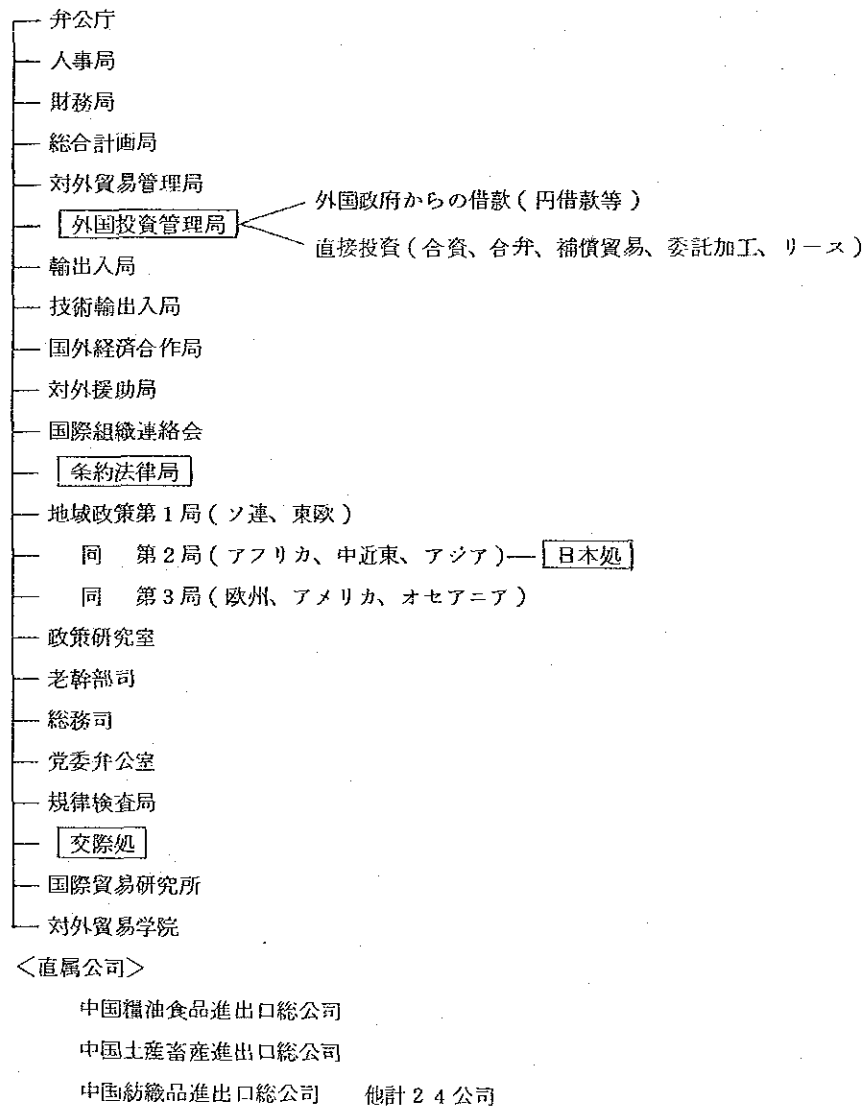 弁公庁
人事局
財務局
総合計画局
対外貿易管理局
外国投資管理局
外国政府からの借款(円借款等)
直接投資(合資、合弁、補償貿易、委託加工、リース)
輸出入局
技術輸出入局
国外経済合作局
対外援助局
国際組織連絡会
条約法律局
地域政策第1局(ソ連、東欧)
同 第2局(アフリカ、中近東、アジア) 日本処
同 第3局(欧州、アメリカ、オセアニア)
政策研究室
老幹部司
総務司
党委弁公室
規律検査局
交際処
国際貿易研究所
対外貿易学院
<直属公司>
中国糧油食品進出口総公司
中国土産畜産進出口総公司
中国紡織品進出口総公司 他計24公司